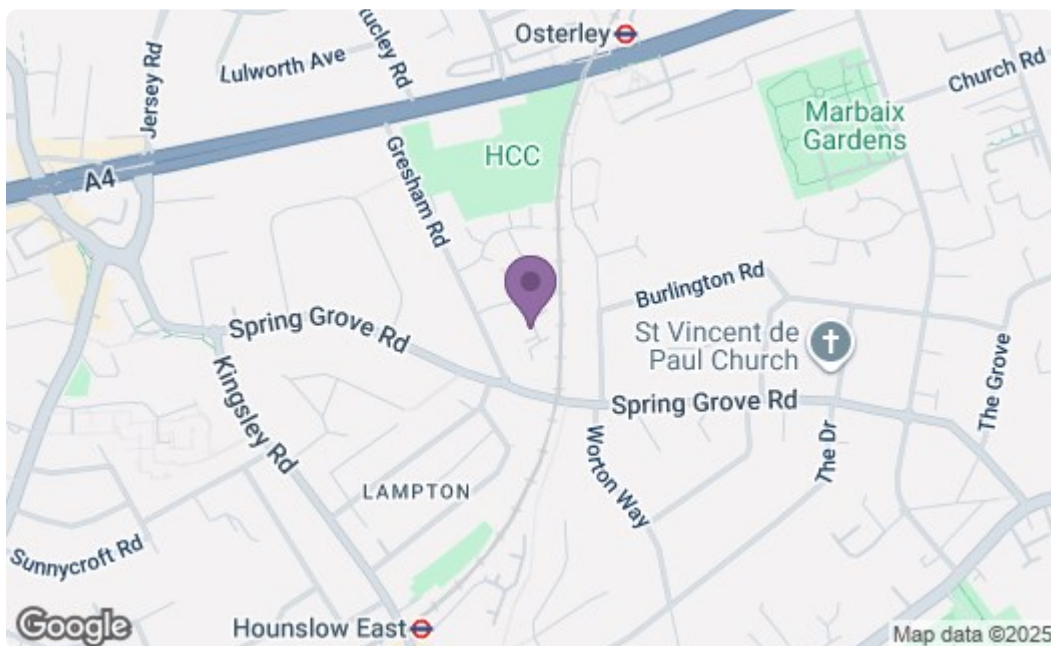 Osterley
Lulworth Ave
Jersey Rd
Church Rd
Marbaix
Gardens
HCC
A4
Gresham Rd
Burlington Rd
Spring Grove Rd
St Vincent de
Paul Church
The Grove
Kingsley Rd
Spring Grove Rd
Worton Way
The Dr
LAMPTON
Sunnycroft Rd
Google
Hounslow East
Map data ©2025